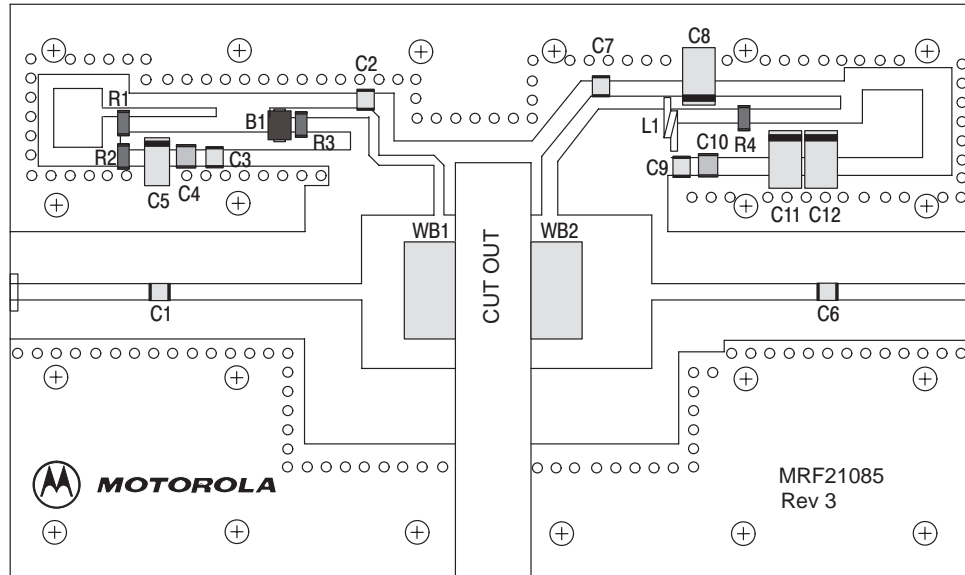 C2
C7
C8
R1
B1
R3
L1
R4
R2
C5
C4
C3
C9
C10
C11
C12
WB1
WB2
CUT OUT
C1
C6
MOTOROLA
MRF21085
Rev 3